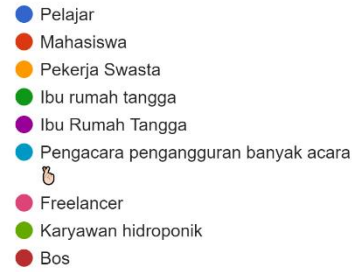 Pelajar
Mahasiswa
Pekerja Swasta
Ibu rumah tangga
Ibu Rumah Tangga
Pengacara pengangguran banyak acara
🫰
Freelancer
Karyawan hidroponik
Bos